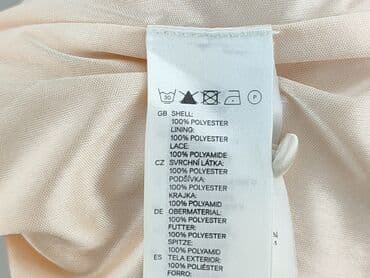 30 P
GB SHELL:
100% POLYESTER
LINING:
100% POLYESTER
LACE:
100% POLYAMIDE
CZ SVRCHNÍ LÁTKA:
100% POLYESTER
PODŠÍVKA:
100% POLYESTER
KRAJKA:
100% POLYAMID
DE OBERMATERIAL:
100% POLYESTER
FUTTER:
100% POLYESTER
SPITZE:
100% POLYAMID
ES TELA EXTERIOR:
100% POLIÉSTER
FORRO: